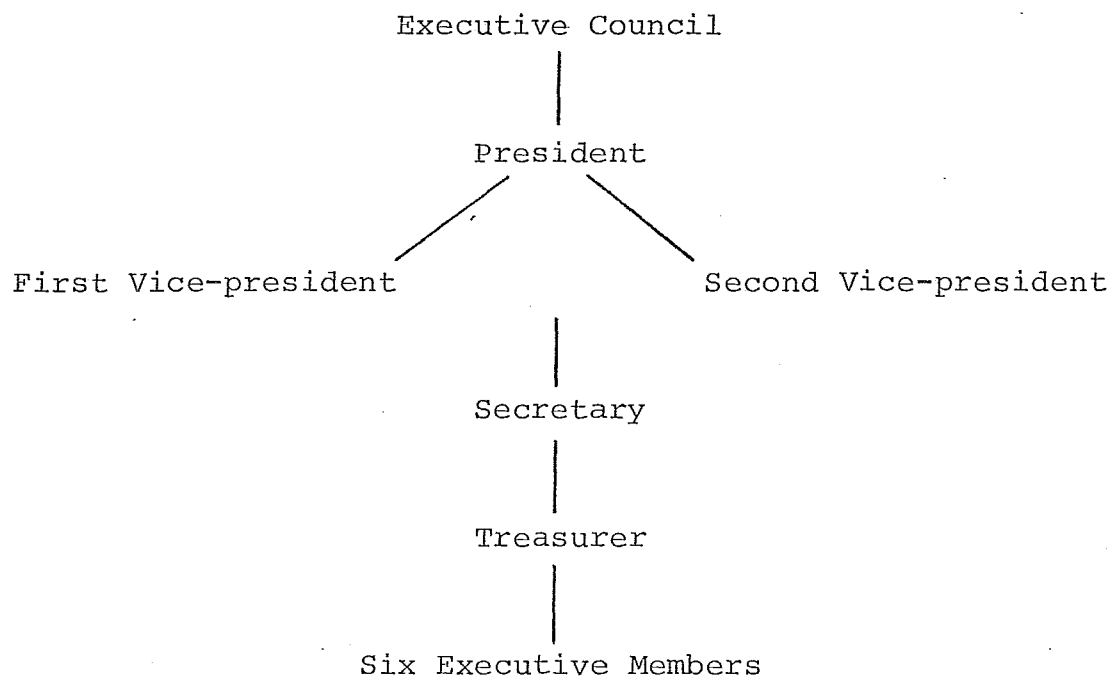 Executive Council
President
First Vice-president
Second Vice-president
Secretary
Treasurer
Six Executive Members